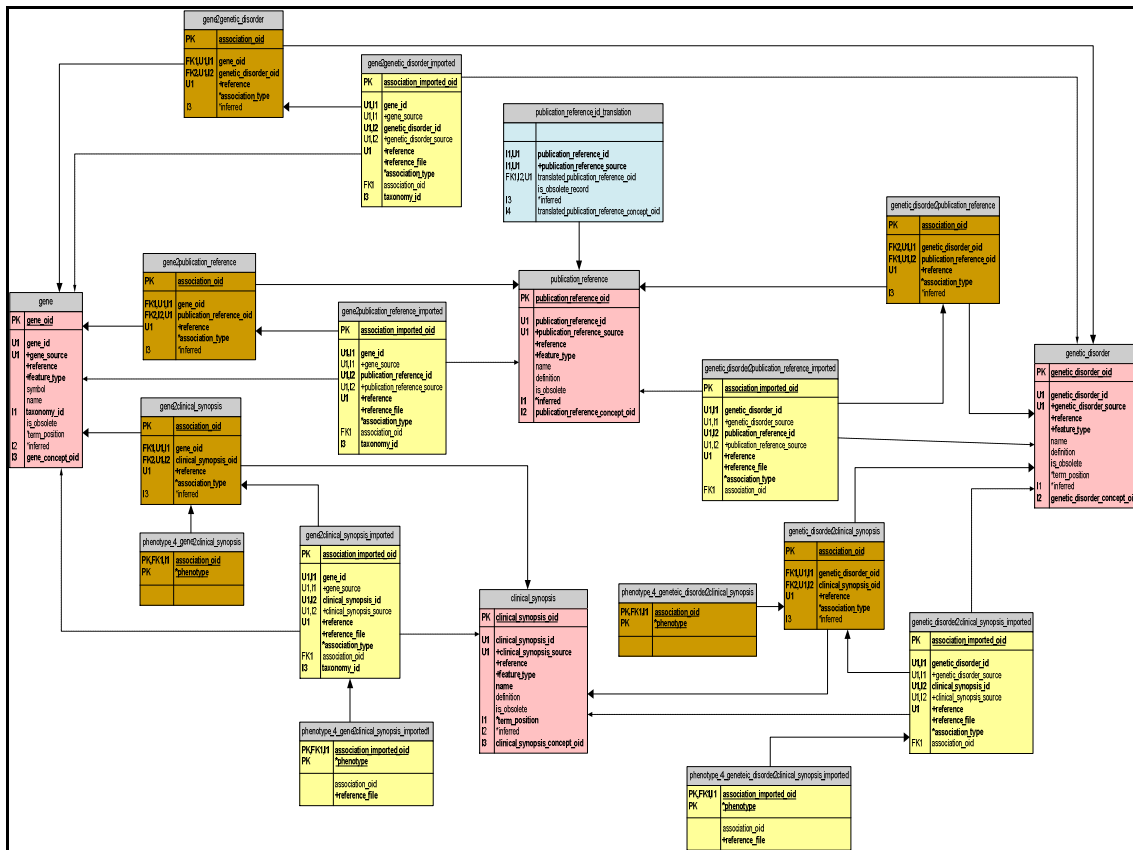 gene2genetic_disorder
PK association_oid
FK1,U1,I1 gene_oid
FK2,U1,I2 genetic_disorder_oid
U1 +reference
*association_type
I3 *inferred
gene2genetic_disorder_imported
PK association_imported_oid
U1,I1 gene_id
U1,I1 +gene_source
U1,I2 genetic_disorder_id
U1,I2 +genetic_disorder_source
U1 +reference
+reference_file
*association_type
FK1 association_oid
I3 taxonomy_id
publication_reference_id_translation
I1,U1 publication_reference_id
I1,U1 +publication_reference_source
FK1,I2,U1 translated_publication_reference_oid
is_obsolete_record
I3 *inferred
I4 translated_publication_reference_concept_oid
genetic_disorder2publication_reference
PK association_oid
FK2,U1,I1 genetic_disorder_oid
FK1,U1,I2 publication_reference_oid
U1 +reference
*association_type
I3 *inferred
gene2publication_reference
PK association_oid
FK1,U1,I1 gene_oid
FK2,I2,U1 publication_reference_oid
U1 +reference
*association_type
I3 *inferred
gene
PK gene_oid
U1 gene_id
U1 +gene_source
+reference
+feature_type
symbol
name
I1 taxonomy_id
is_obsolete
*term_position
I2 *inferred
I3 gene_concept_oid
gene2publication_reference_imported
PK association_imported_oid
U1,I1 gene_id
U1,I1 +gene_source
U1,I2 publication_reference_id
U1,I2 +publication_reference_source
U1 +reference
+reference_file
*association_type
FK1 association_oid
I3 taxonomy_id
publication_reference
PK publication_reference_oid
U1 publication_reference_id
U1 +publication_reference_source
+reference
+feature_type
name
definition
is_obsolete
I1 *inferred
I2 publication_reference_concept_oid
genetic_disorder2publication_reference_imported
PK association_imported_oid
U1,I1 genetic_disorder_id
U1,I1 +genetic_disorder_source
U1,I2 publication_reference_id
U1,I2 +publication_reference_source
U1 +reference
+reference_file
*association_type
FK1 association_oid
genetic_disorder
PK genetic_disorder_oid
U1 genetic_disorder_id
U1 +genetic_disorder_source
+reference
+feature_type
name
definition
is_obsolete
*term_position
I1 *inferred
I2 genetic_disorder_concept_oid
gene2clinical_synopsis
PK association_oid
FK1,U1,I1 gene_oid
FK2,U1,I2 clinical_synopsis_oid
U1 +reference
*association_type
I3 *inferred
phenotype_4_gene2clinical_synopsis
PK,FK1,I1 association_oid
PK *phenotype
gene2clinical_synopsis_imported
PK association_imported_oid
U1,I1 gene_id
U1,I1 +gene_source
U1,I2 clinical_synopsis_id
U1,I2 +clinical_synopsis_source
U1 +reference
+reference_file
*association_type
FK1 association_oid
I3 taxonomy_id
phenotype_4_gene2clinical_synopsis_imported1
PK,FK1,I1 association_imported_oid
PK *phenotype
association_oid
+reference_file
clinical_synopsis
PK clinical_synopsis_oid
U1 clinical_synopsis_id
U1 +clinical_synopsis_source
+reference
+feature_type
name
definition
is_obsolete
I1 *term_position
I2 *inferred
I3 clinical_synopsis_concept_oid
phenotype_4_geneteic_disorder2clinical_synopsis
PK,FK1,I1 association_oid
PK *phenotype
genetic_disorder2clinical_synopsis
PK association_oid
FK1,U1,I1 genetic_disorder_oid
FK2,U1,I2 clinical_synopsis_oid
U1 +reference
*association_type
I3 *inferred
genetic_disorder2clinical_synopsis_imported
PK association_imported_oid
U1,I1 genetic_disorder_id
U1,I1 +genetic_disorder_source
U1,I2 clinical_synopsis_id
U1,I2 +clinical_synopsis_source
U1 +reference
+reference_file
*association_type
FK1 association_oid
phenotype_4_geneteic_disorder2clinical_synopsis_imported
PK,FK1,I1 association_imported_oid
PK *phenotype
association_oid
+reference_file